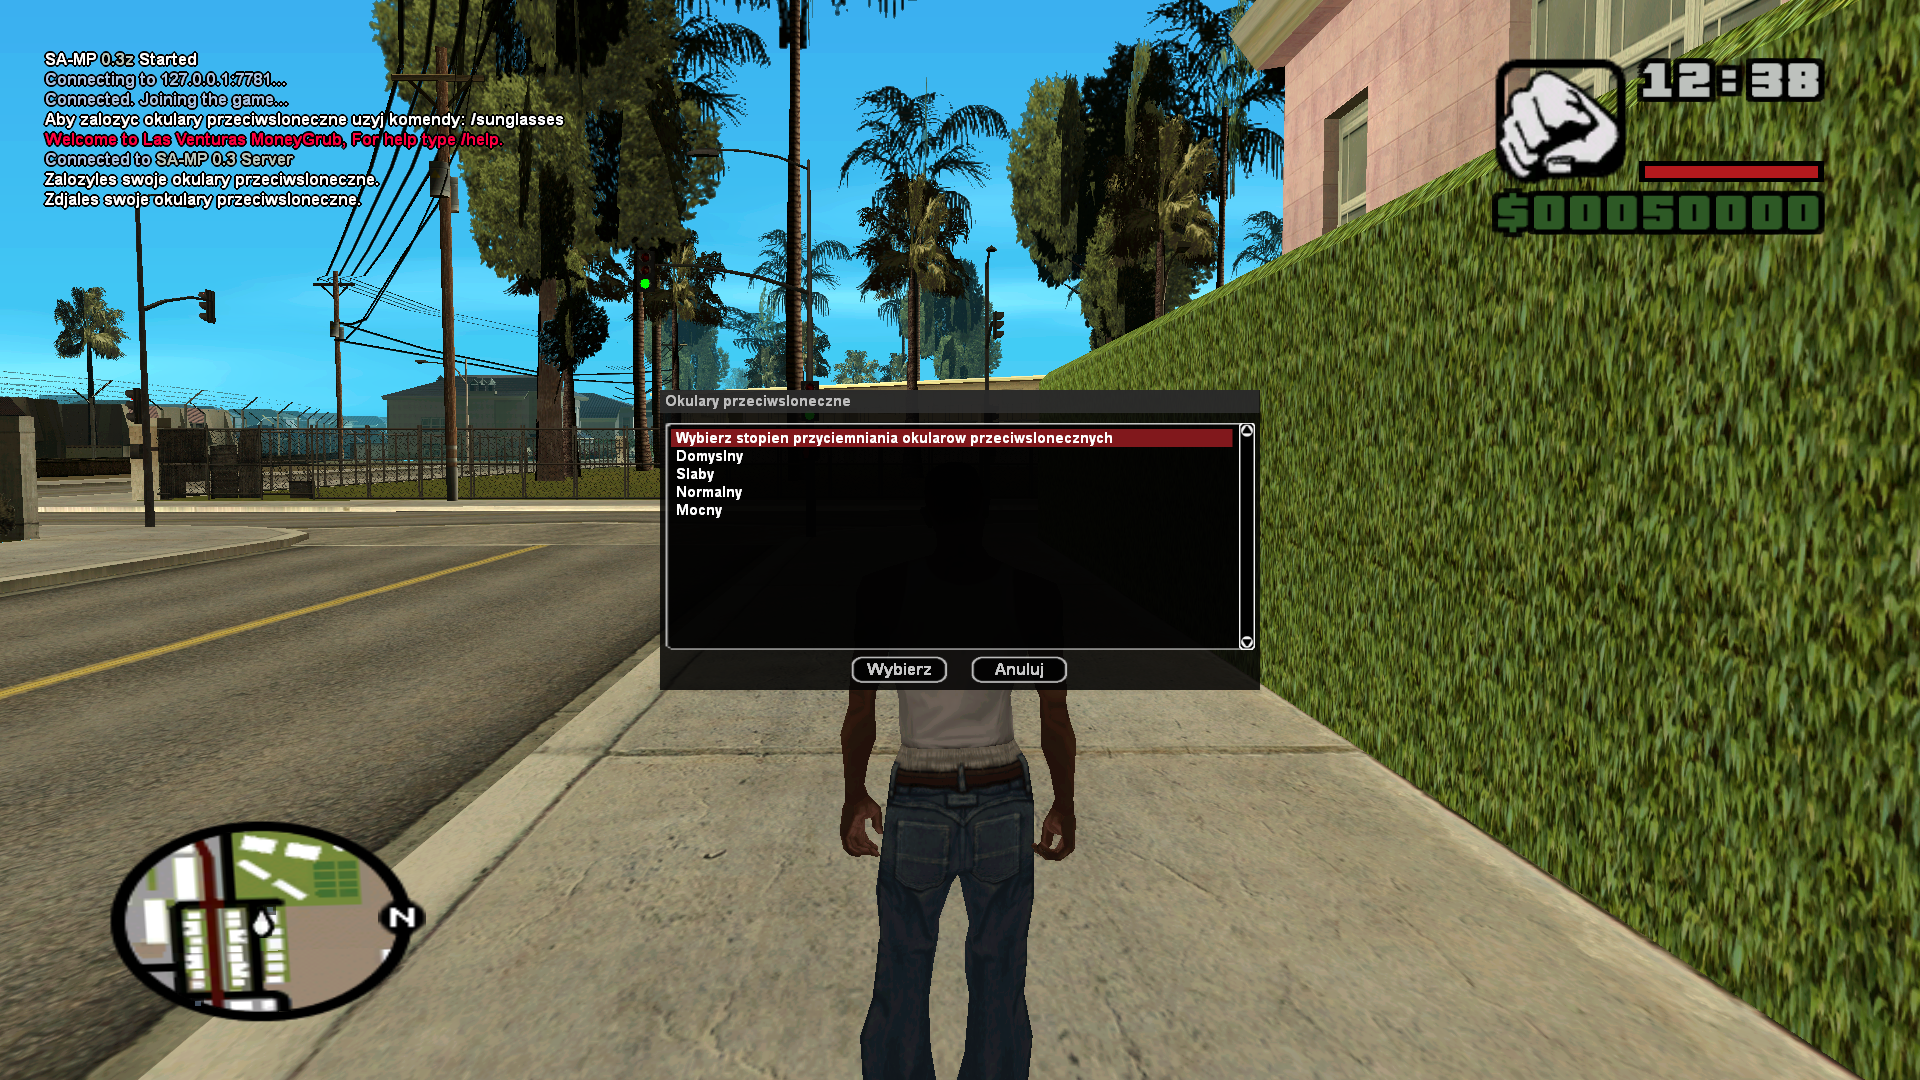 SA-MP 0.3z Started
Connecting to 127.0.0.1:7781...
Connected. Joining the game...
Aby zalozyc okulary przeciwsloneczne uzyj komendy: /sunglasses
Welcome to Las Venturas MoneyGrub, For help type /help.
Connected to SA-MP 0.3 Server
Zalozyles swoje okulary przeciwsloneczne.
Zdjales swoje okulary przeciwsloneczne.
12:38
$00050000
Okulary przeciwsloneczne
Wybierz stopien przyciemniania okularow przeciwslonecznych
Domyslny
Slaby
Normalny
Mocny
Wybierz Anuluj
N